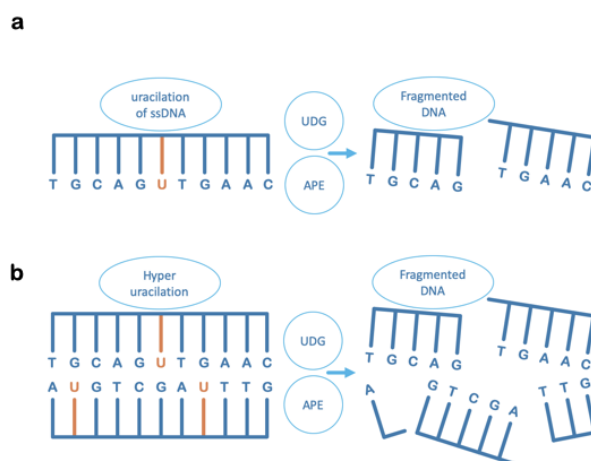 a
uracilation
of ssDNA
UDG
APE
Fragmented
DNA
T G C A G U T G A A C
T G C A G
T G A A C
b
Hyper
uracilation
UDG
APE
Fragmented
DNA
T G C A G U T G A A C
A U G T C G A U T T G
T G C A G
T G A A C
A
G T C G A
T T G